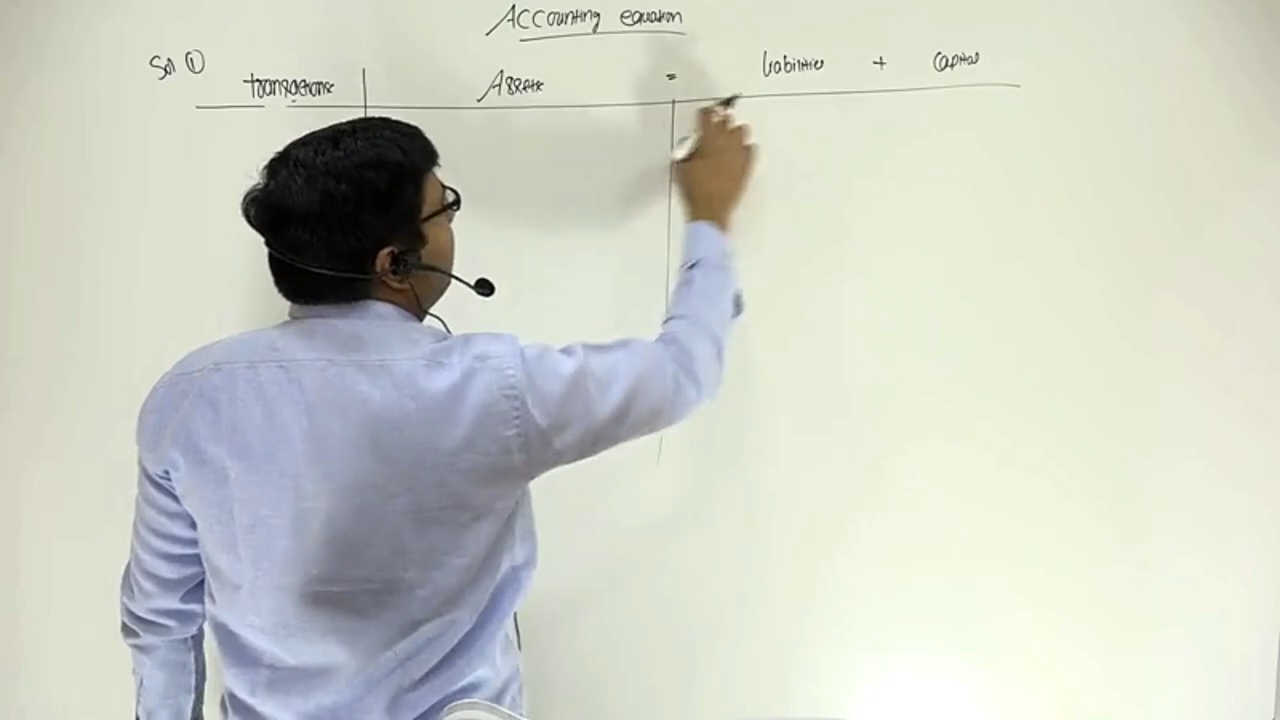 Accounting equation
Sol ①
transactions Assets = liabilities + capital